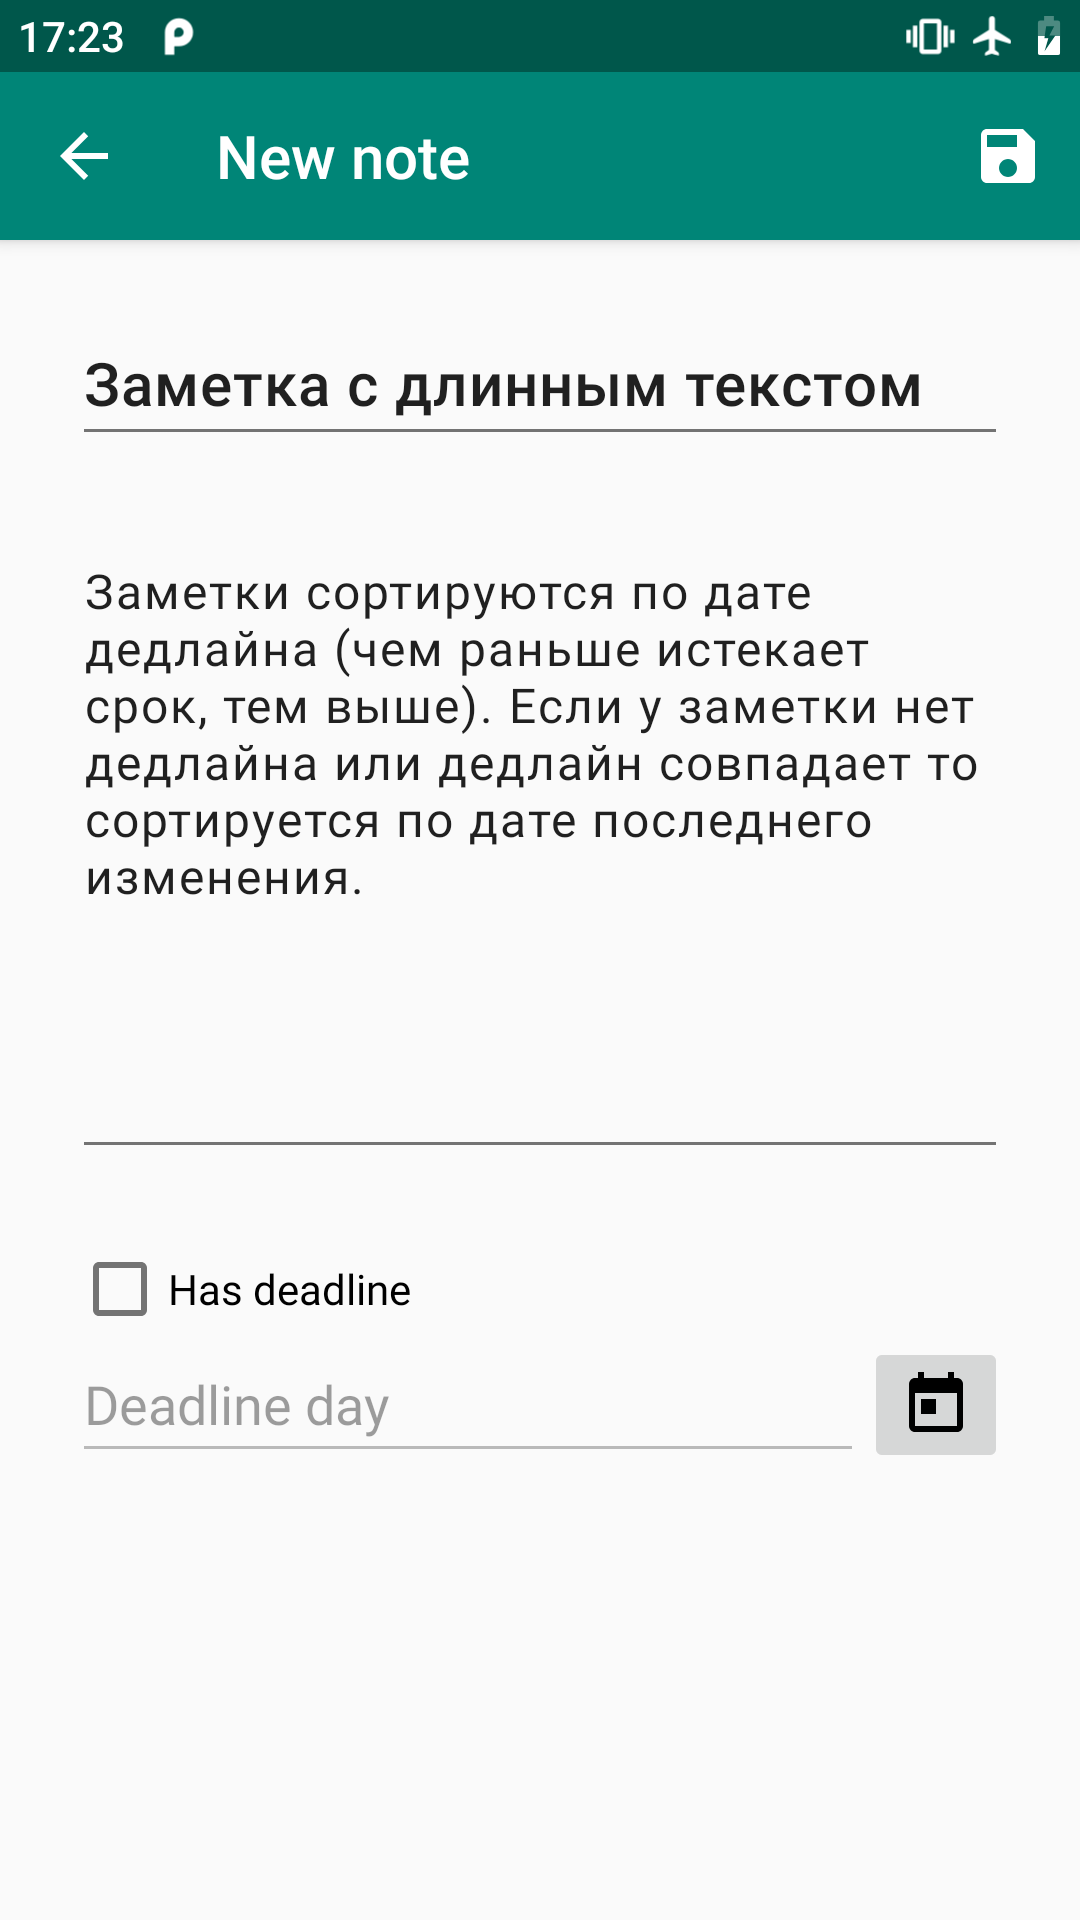 17:23
New note
Заметка с длинным текстом
Заметки сортируются по дате
дедлайна (чем раньше истекает
срок, тем выше). Если у заметки нет
дедлайна или дедлайн совпадает то
сортируется по дате последнего
изменения.
Has deadline
Deadline day